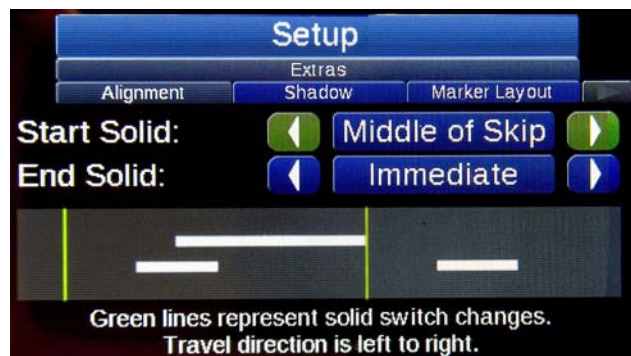 Setup
Extras
Alignment Shadow Marker Layout
Start Solid: Middle of Skip
End Solid: Immediate
Green lines represent solid switch changes.
Travel direction is left to right.